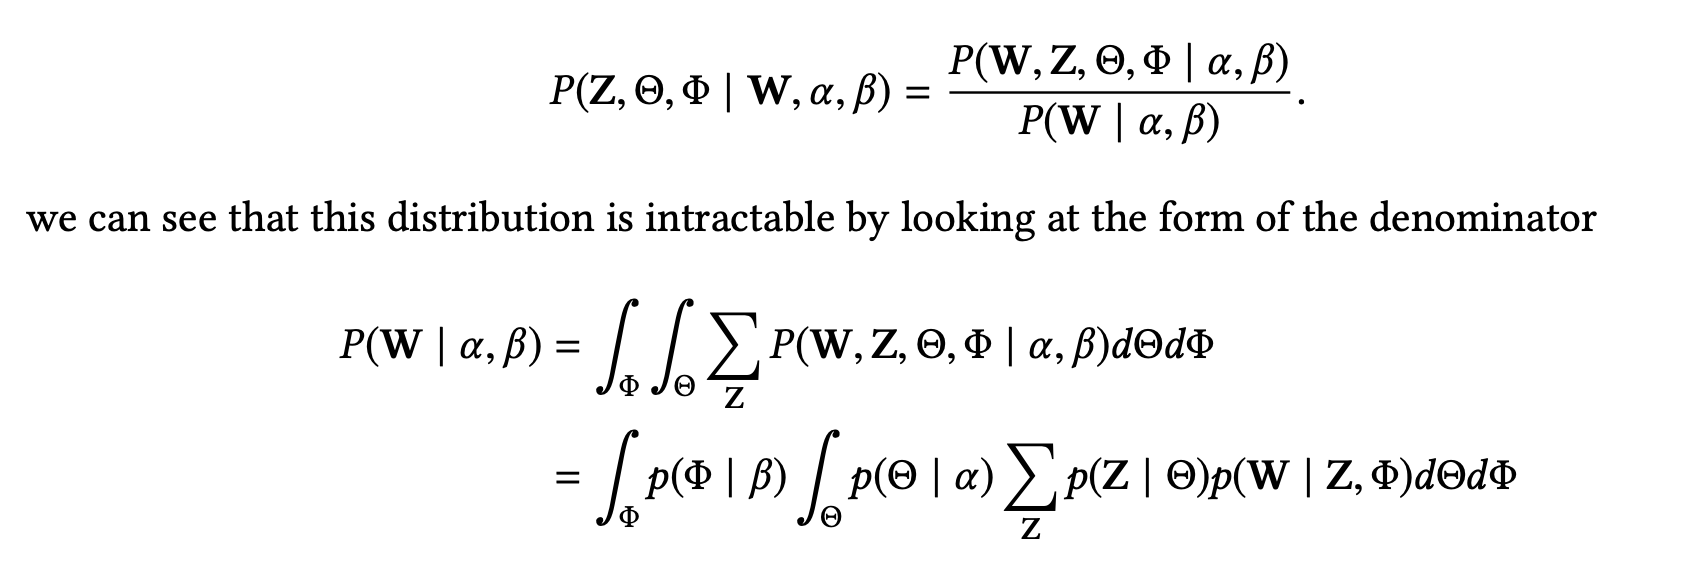 P(𝐙, Θ, Φ | 𝐖, α, β) = P(𝐖, 𝐙, Θ, Φ | α, β) / P(𝐖 | α, β) .
we can see that this distribution is intractable by looking at the form of the denominator
P(𝐖 | α, β) = ∫_Φ ∫_Θ ∑_𝐙 P(𝐖, 𝐙, Θ, Φ | α, β)dΘdΦ
= ∫_Φ p(Φ | β) ∫_Θ p(Θ | α) ∑_𝐙 p(𝐙 | Θ)p(𝐖 | 𝐙, Φ)dΘdΦ